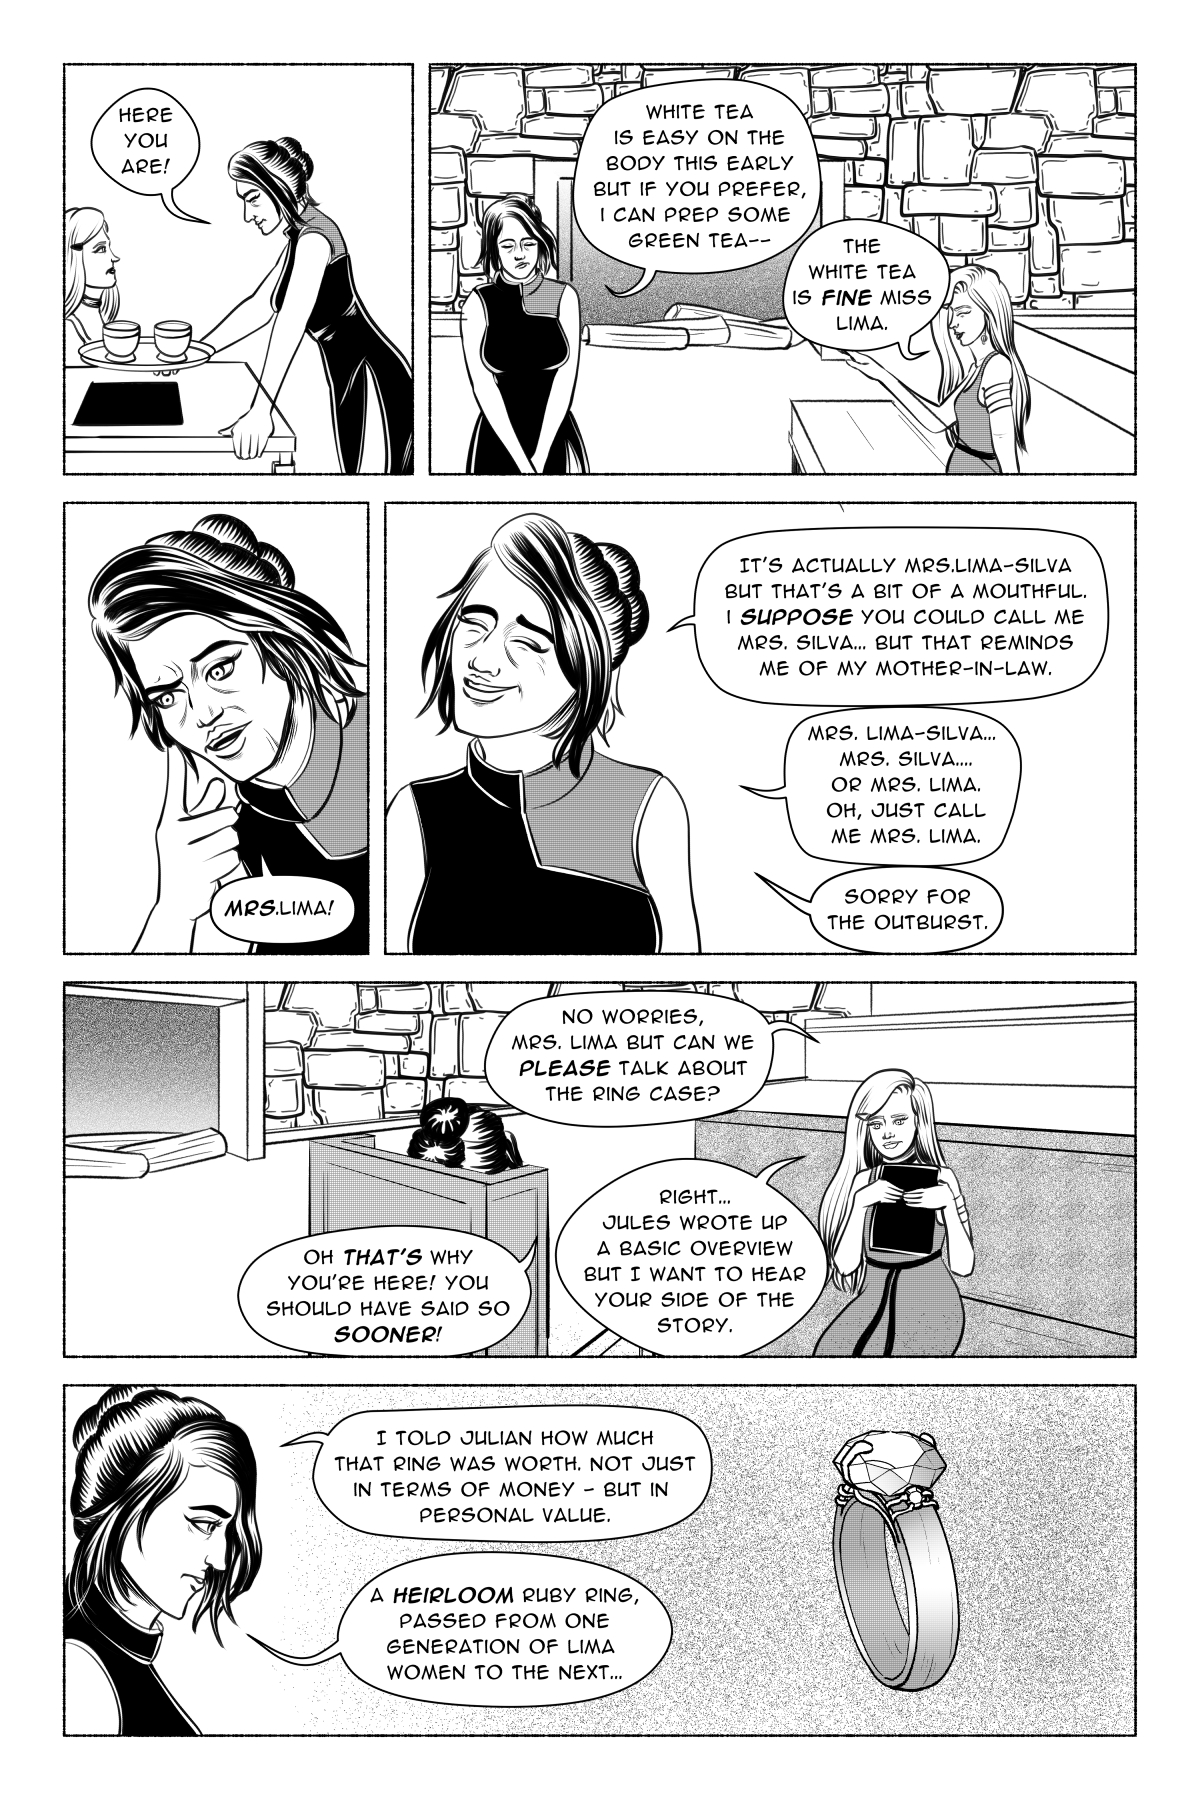 HERE
YOU
ARE!
WHITE TEA
IS EASY ON THE
BODY THIS EARLY
BUT IF YOU PREFER,
I CAN PREP SOME
GREEN TEA--
THE
WHITE TEA
IS FINE MISS
LIMA.
MRS.LIMA!
IT'S ACTUALLY MRS.LIMA-SILVA
BUT THAT'S A BIT OF A MOUTHFUL.
I SUPPOSE YOU COULD CALL ME
MRS. SILVA... BUT THAT REMINDS
ME OF MY MOTHER-IN-LAW.
MRS. LIMA-SILVA...
MRS. SILVA....
OR MRS. LIMA.
OH, JUST CALL
ME MRS. LIMA.
SORRY FOR
THE OUTBURST.
NO WORRIES,
MRS. LIMA BUT CAN WE
PLEASE TALK ABOUT
THE RING CASE?
OH THAT'S WHY
YOU'RE HERE! YOU
SHOULD HAVE SAID SO
SOONER!
RIGHT...
JULES WROTE UP
A BASIC OVERVIEW
BUT I WANT TO HEAR
YOUR SIDE OF THE
STORY.
I TOLD JULIAN HOW MUCH
THAT RING WAS WORTH. NOT JUST
IN TERMS OF MONEY - BUT IN
PERSONAL VALUE.
A HEIRLOOM RUBY RING,
PASSED FROM ONE
GENERATION OF LIMA
WOMEN TO THE NEXT...